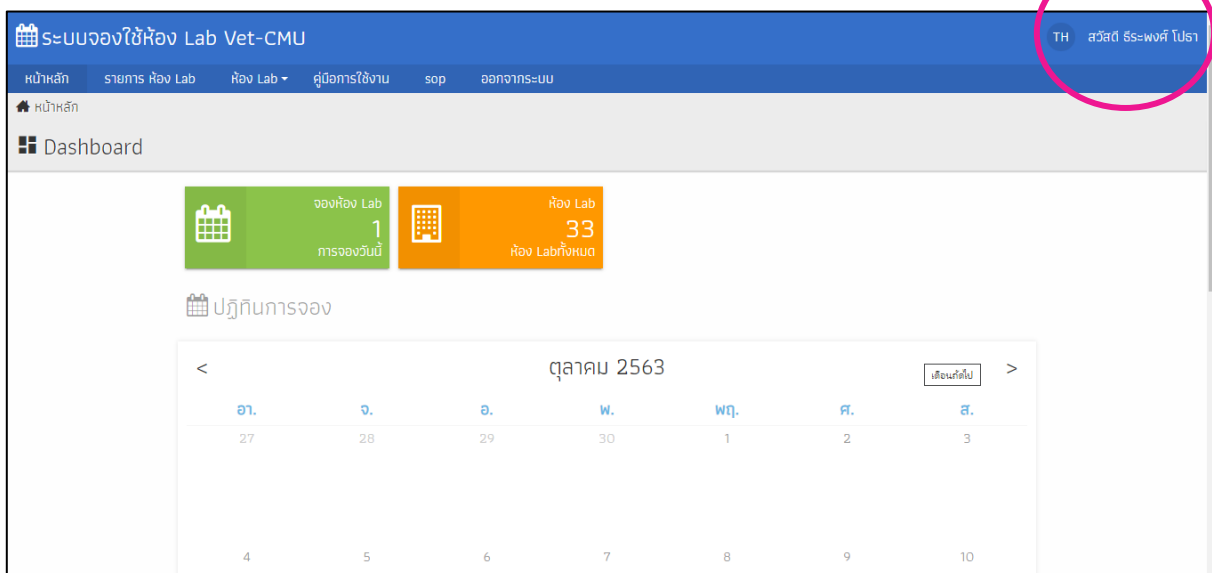 ระบบจองใช้ห้อง Lab Vet-CMU
TH สวัสดี ธีระพงศ์ โปธา
หน้าหลัก รายการ ห้อง Lab ห้อง Lab คู่มือการใช้งาน sop ออกจากระบบ
หน้าหลัก
Dashboard
จองห้อง Lab
1
การจองวันนี้
ห้อง Lab
33
ห้อง Labทั้งหมด
ปฏิทินการจอง
< ตุลาคม 2563 เดือนถัดไป >
อา. จ. อ. พ. พฤ. ศ. ส.
27 28 29 30 1 2 3
4 5 6 7 8 9 10